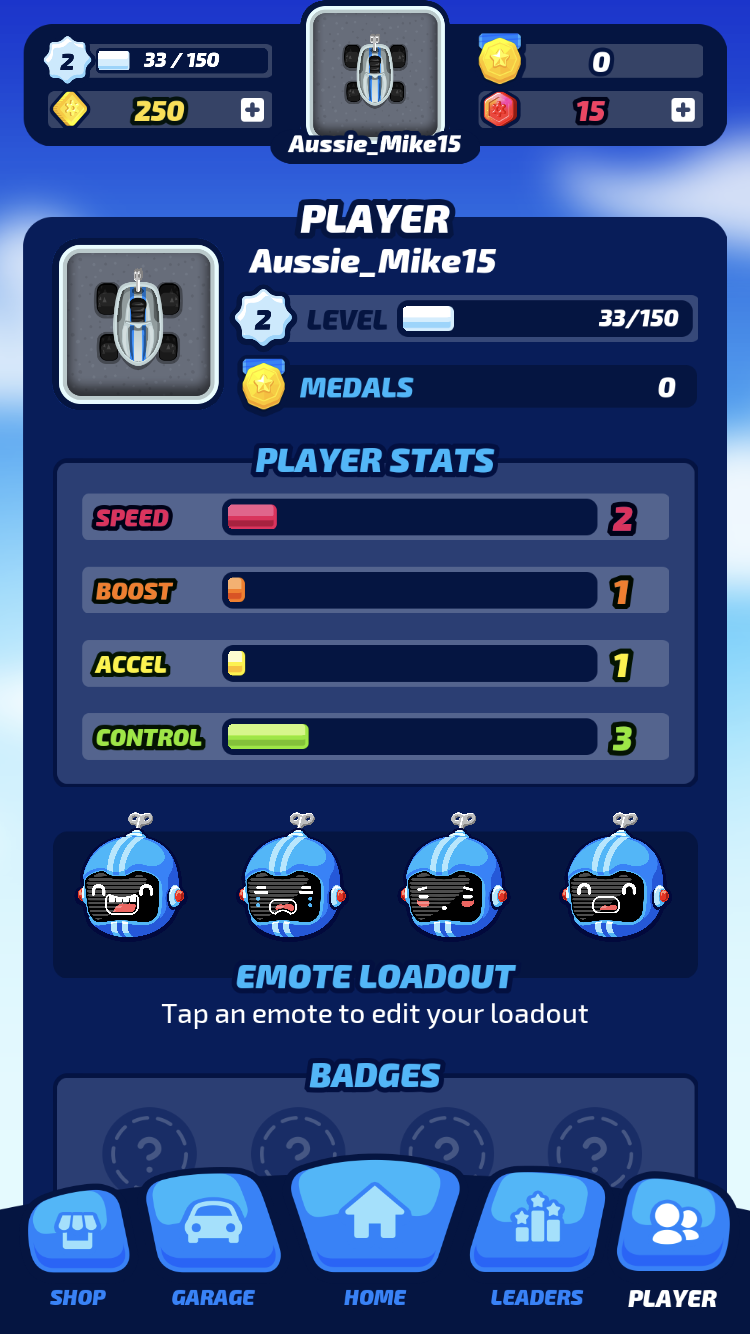 2
33 / 150
0
250
15
Aussie_Mike15
PLAYER
Aussie_Mike15
2 LEVEL 33/150
MEDALS 0
PLAYER STATS
SPEED 2
BOOST 1
ACCEL 1
CONTROL 3
EMOTE LOADOUT
Tap an emote to edit your loadout
BADGES
? ? ? ?
SHOP GARAGE HOME LEADERS PLAYER